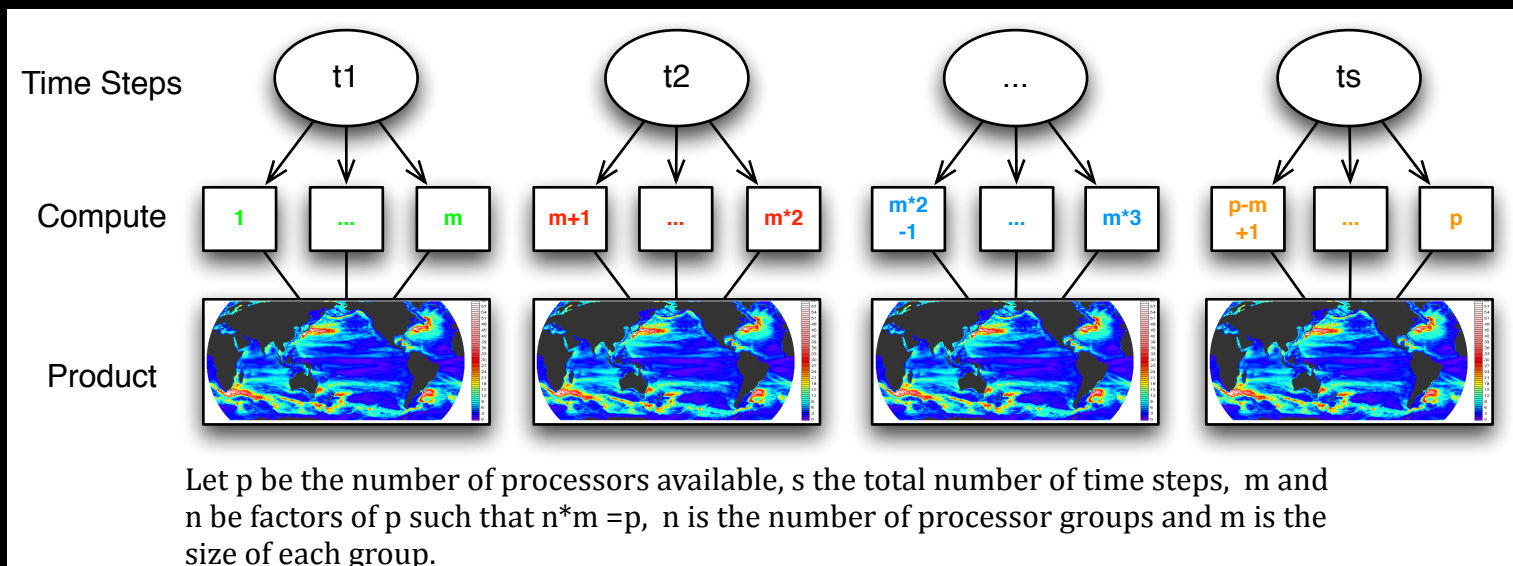 Time Steps
t1
t2
...
ts
Compute
1
...
m
m+1
...
m*2
m*2
-1
...
m*3
p-m
+1
...
p
Product
Let p be the number of processors available, s the total number of time steps, m and
n be factors of p such that n*m =p, n is the number of processor groups and m is the
size of each group.